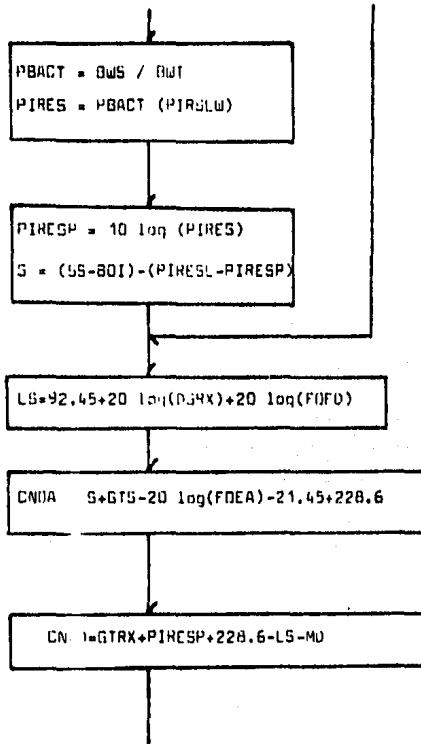 PBACT = BWS / BWT
PIRES = PBACT (PIRSLW)
PIRESP = 10 log (PIRES)
S = (SS-BOI)-(PIRESL-PIRESP)
LS=92.45+20 log(DSRX)+20 log(FDFD)
CNDA S+GTS-20 log(FDEA)-21.45+228.6
CN =GTRX+PIRESP+228.6-LS-MD